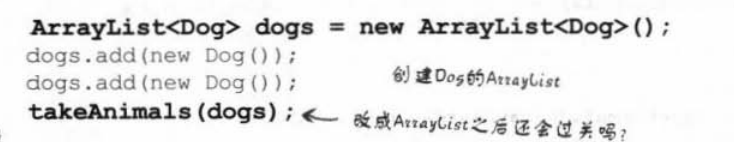 ArrayList<Dog> dogs = new ArrayList<Dog>();
dogs.add(new Dog());
dogs.add(new Dog());
创建Dog的ArrayList
takeAnimals(dogs);
改成ArrayList之后还会过关吗?